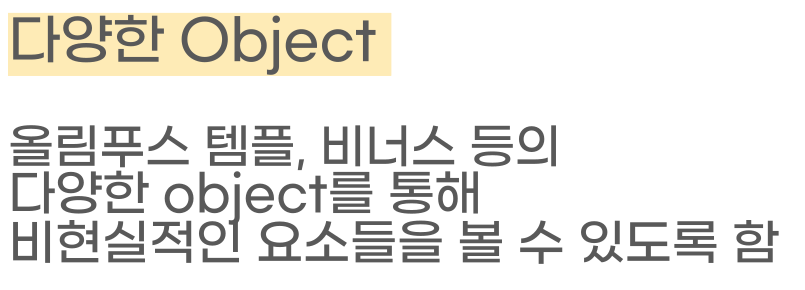 다양한 Object
올림푸스 템플, 비너스 등의
다양한 object를 통해
비현실적인 요소들을 볼 수 있도록 함